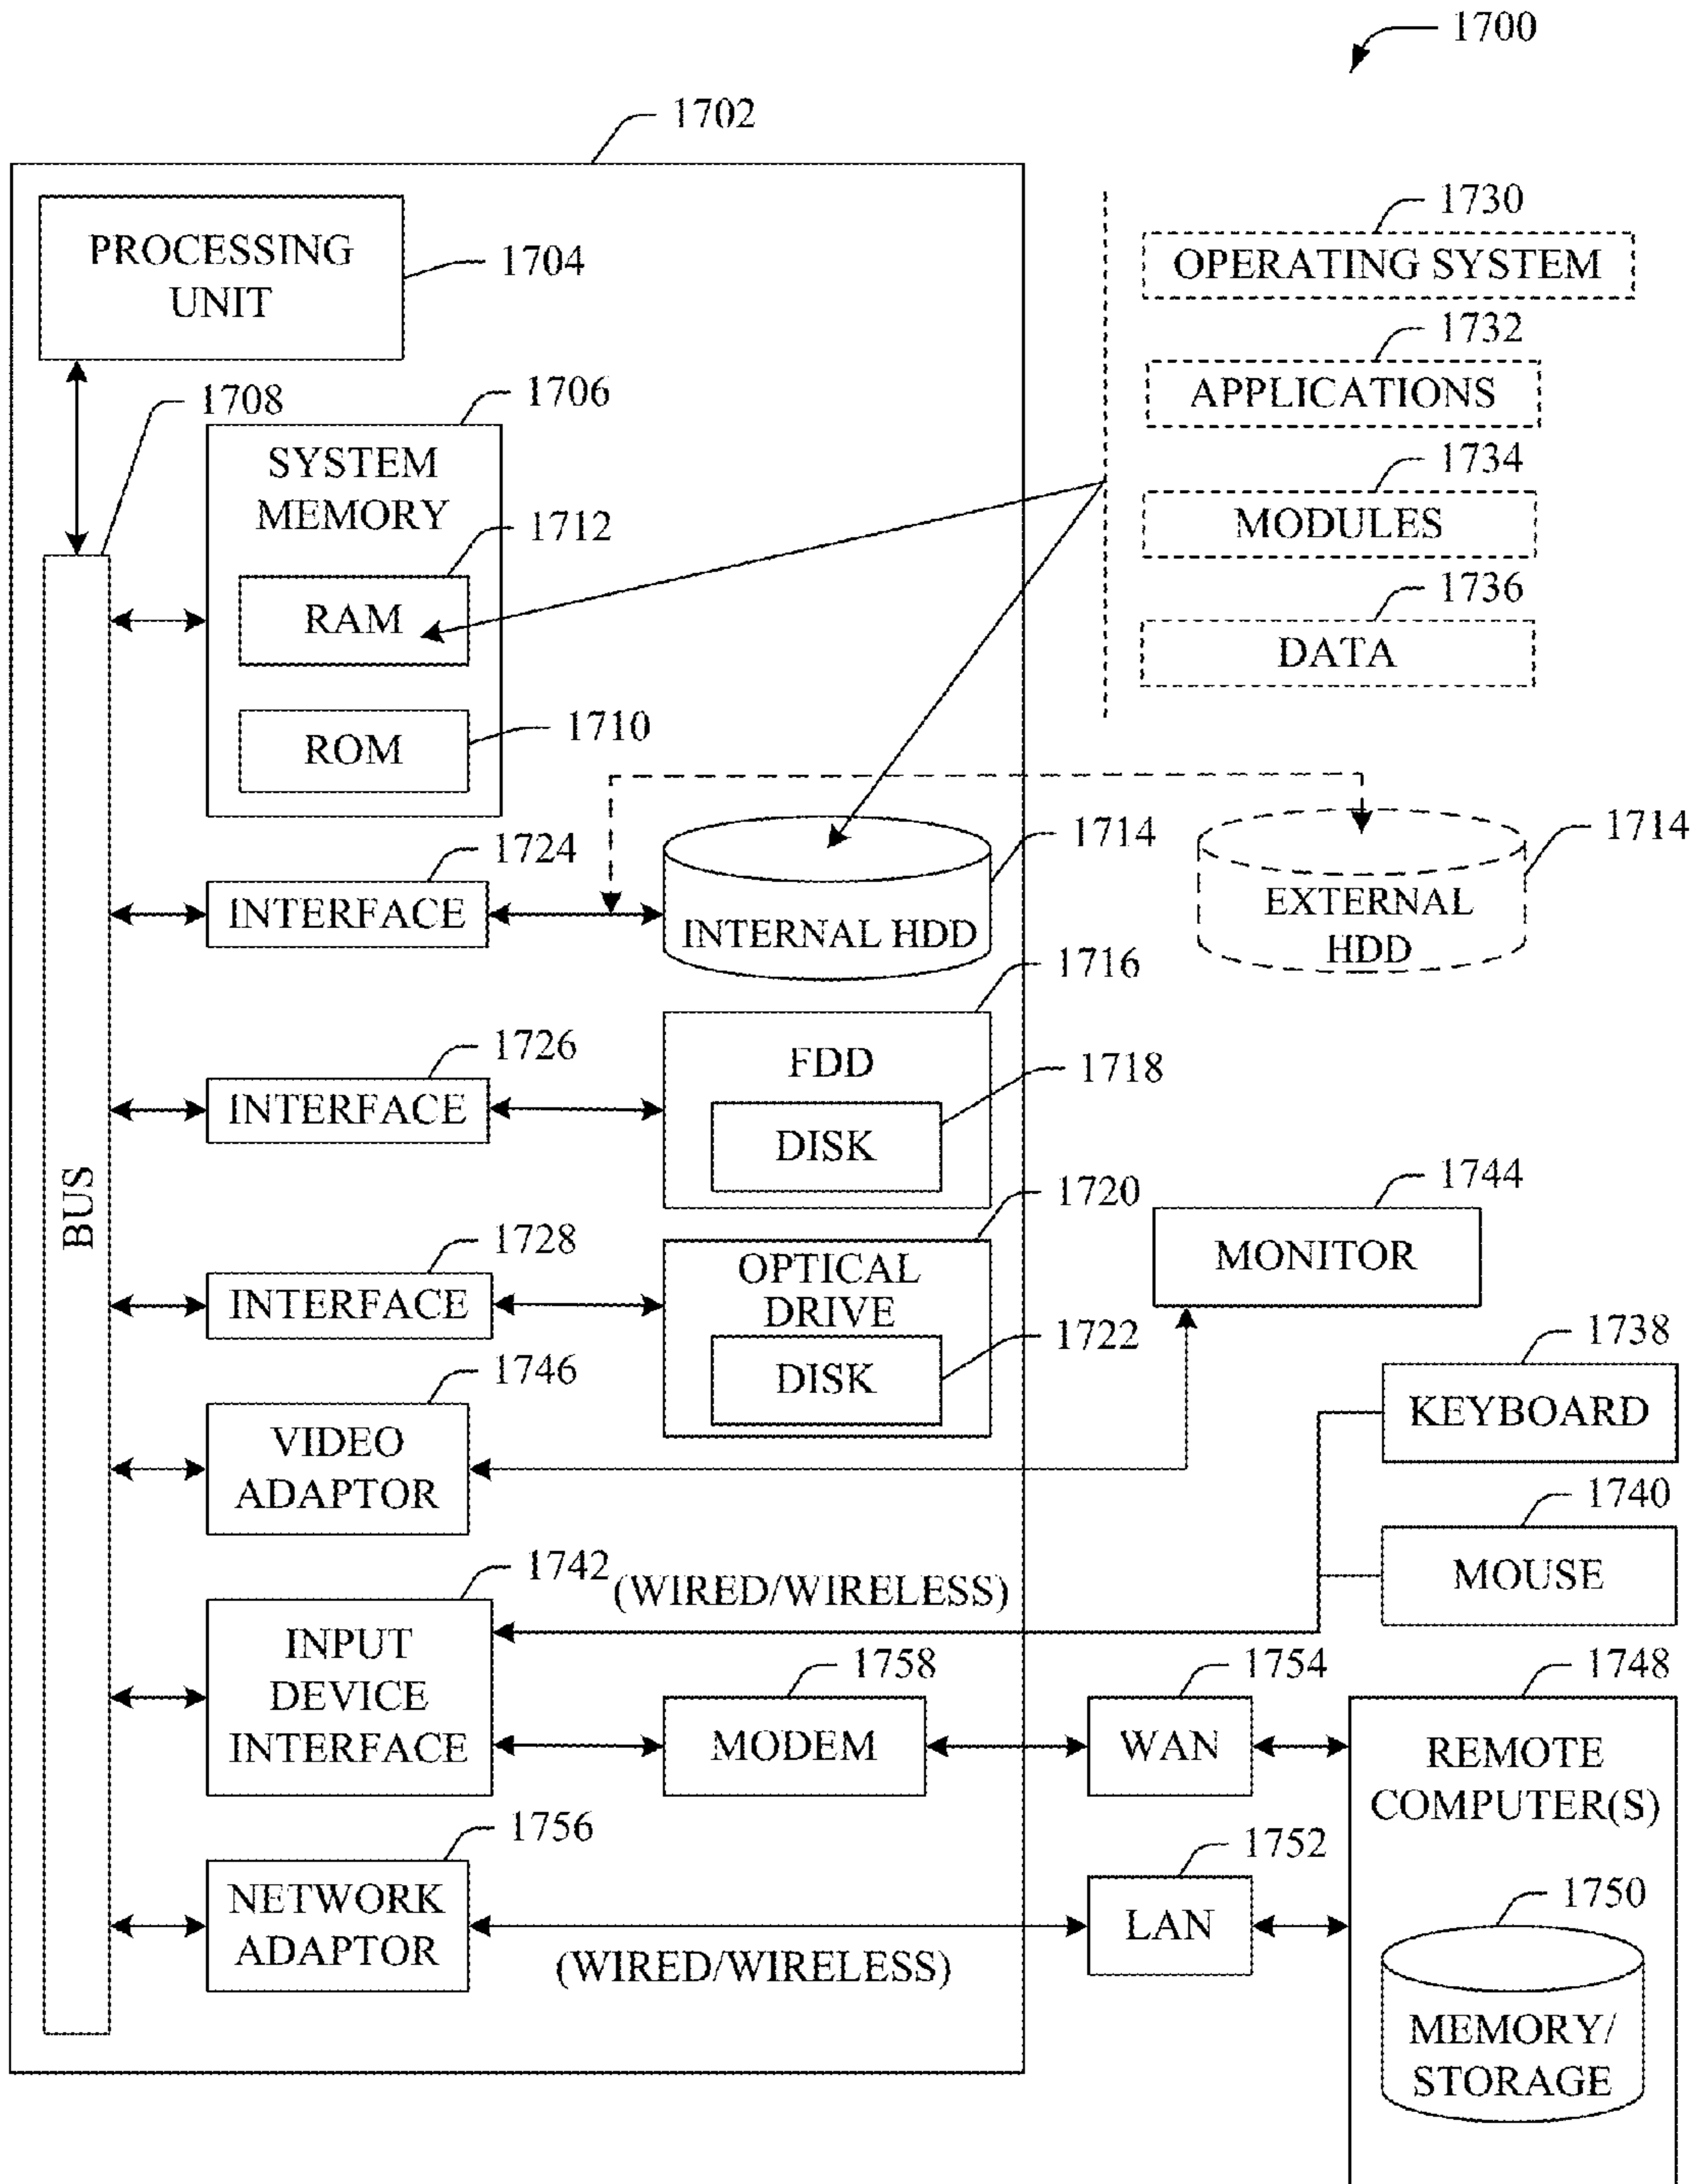 1700
1702
PROCESSING
UNIT
1704
1730
OPERATING SYSTEM
1732
APPLICATIONS
1734
MODULES
1736
DATA
1708
1706
SYSTEM
MEMORY
1712
RAM
1710
ROM
BUS
1724
INTERFACE
1714
INTERNAL HDD
1714
EXTERNAL
HDD
1726
INTERFACE
1716
FDD
1718
DISK
1728
INTERFACE
1720
OPTICAL
DRIVE
1722
DISK
1744
MONITOR
1738
KEYBOARD
1740
MOUSE
1746
VIDEO
ADAPTOR
1742
(WIRED/WIRELESS)
INPUT
DEVICE
INTERFACE
1758
MODEM
1754
WAN
1748
REMOTE
COMPUTER(S)
1756
NETWORK
ADAPTOR
(WIRED/WIRELESS)
1752
LAN
1750
MEMORY/
STORAGE